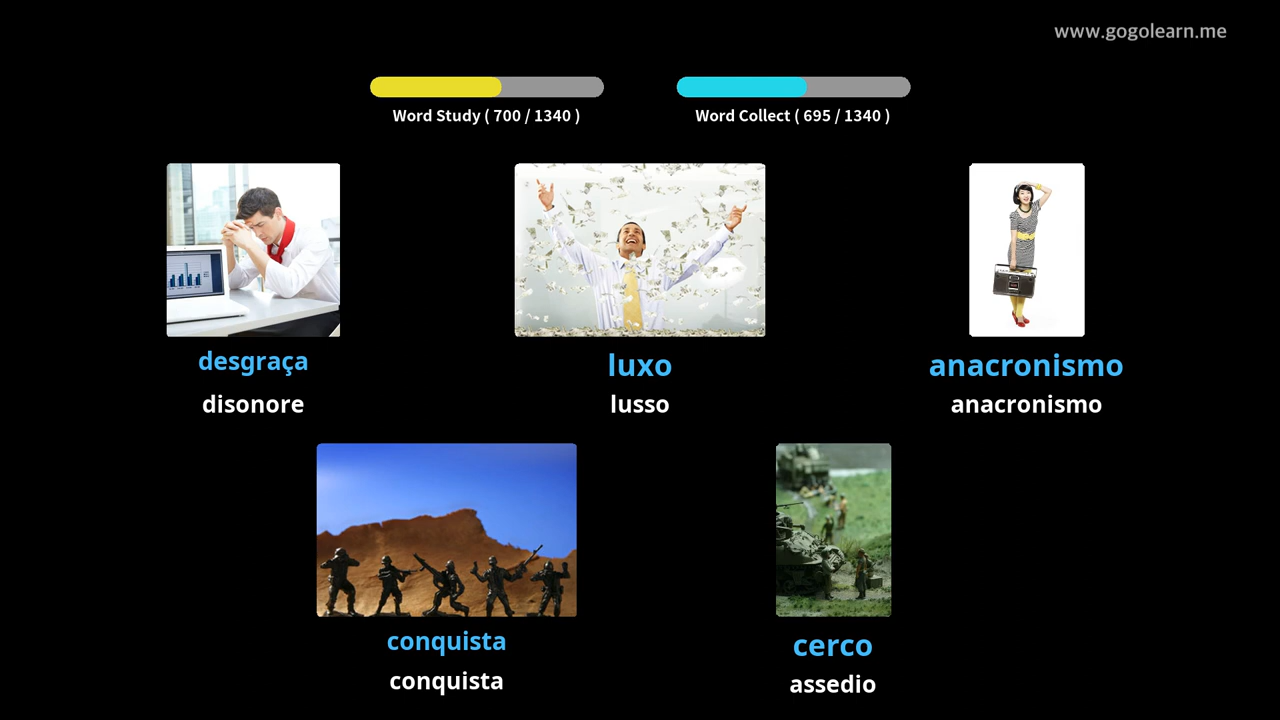 www.gogolearn.me
Word Study ( 700 / 1340 )
Word Collect ( 695 / 1340 )
desgraça
disonore
luxo
lusso
anacronismo
anacronismo
conquista
conquista
cerco
assedio